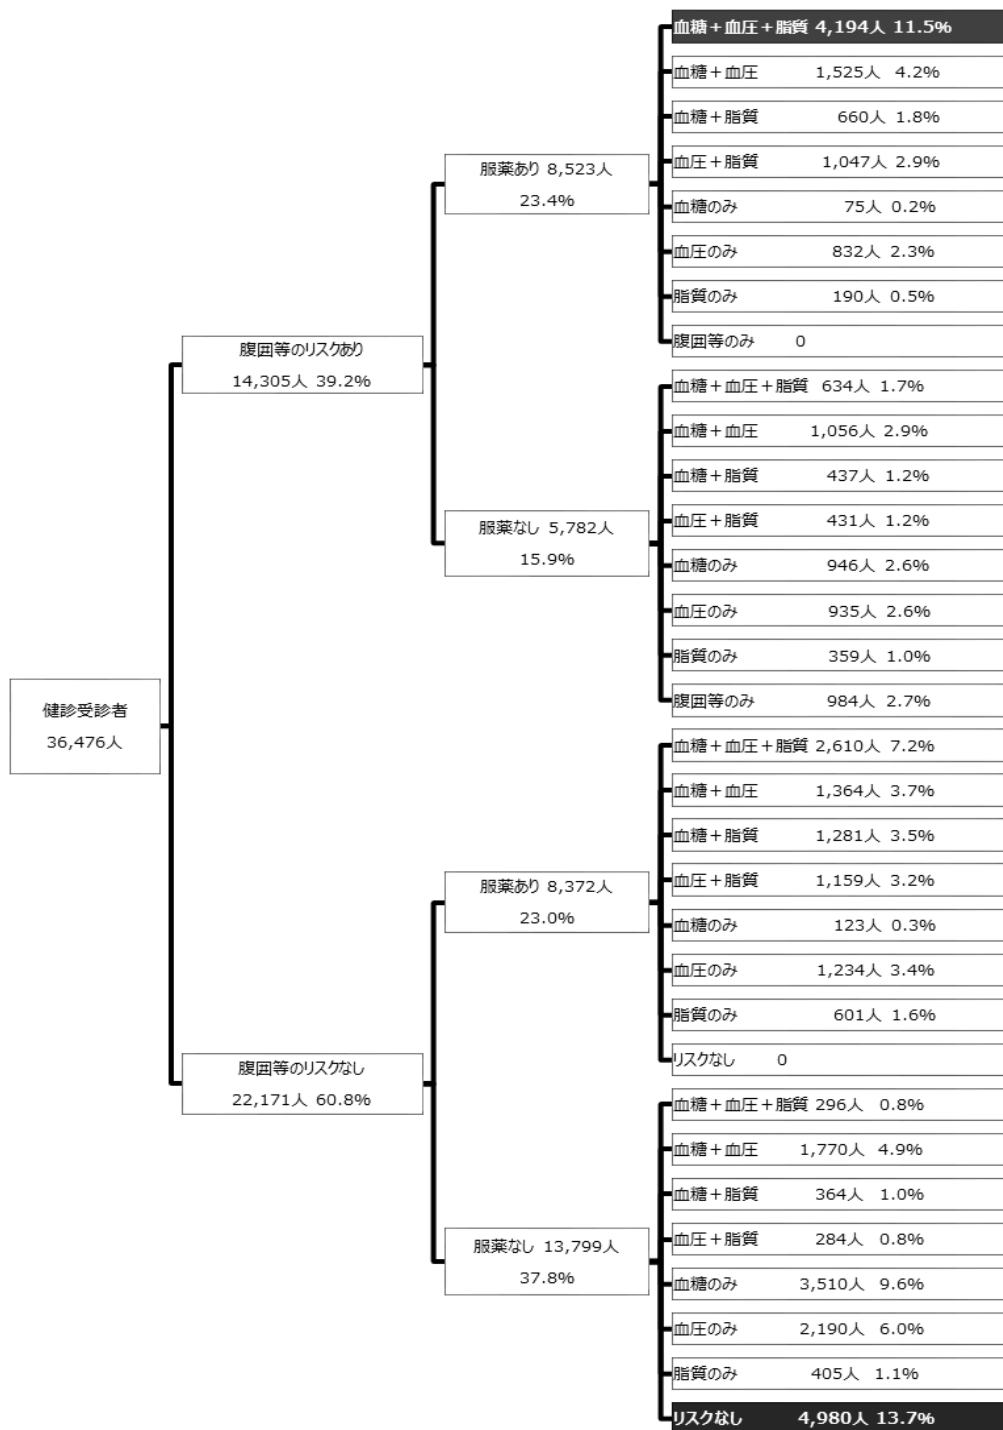 健診受診者
36,476人
腹囲等のリスクあり
14,305人 39.2%
服薬あり 8,523人
23.4%
血糖＋血圧＋脂質 4,194人 11.5%
血糖＋血圧 1,525人 4.2%
血糖＋脂質 660人 1.8%
血圧＋脂質 1,047人 2.9%
血糖のみ 75人 0.2%
血圧のみ 832人 2.3%
脂質のみ 190人 0.5%
腹囲等のみ 0
服薬なし 5,782人
15.9%
血糖＋血圧＋脂質 634人 1.7%
血糖＋血圧 1,056人 2.9%
血糖＋脂質 437人 1.2%
血圧＋脂質 431人 1.2%
血糖のみ 946人 2.6%
血圧のみ 935人 2.6%
脂質のみ 359人 1.0%
腹囲等のみ 984人 2.7%
腹囲等のリスクなし
22,171人 60.8%
服薬あり 8,372人
23.0%
血糖＋血圧＋脂質 2,610人 7.2%
血糖＋血圧 1,364人 3.7%
血糖＋脂質 1,281人 3.5%
血圧＋脂質 1,159人 3.2%
血糖のみ 123人 0.3%
血圧のみ 1,234人 3.4%
脂質のみ 601人 1.6%
リスクなし 0
服薬なし 13,799人
37.8%
血糖＋血圧＋脂質 296人 0.8%
血糖＋血圧 1,770人 4.9%
血糖＋脂質 364人 1.0%
血圧＋脂質 284人 0.8%
血糖のみ 3,510人 9.6%
血圧のみ 2,190人 6.0%
脂質のみ 405人 1.1%
リスクなし 4,980人 13.7%